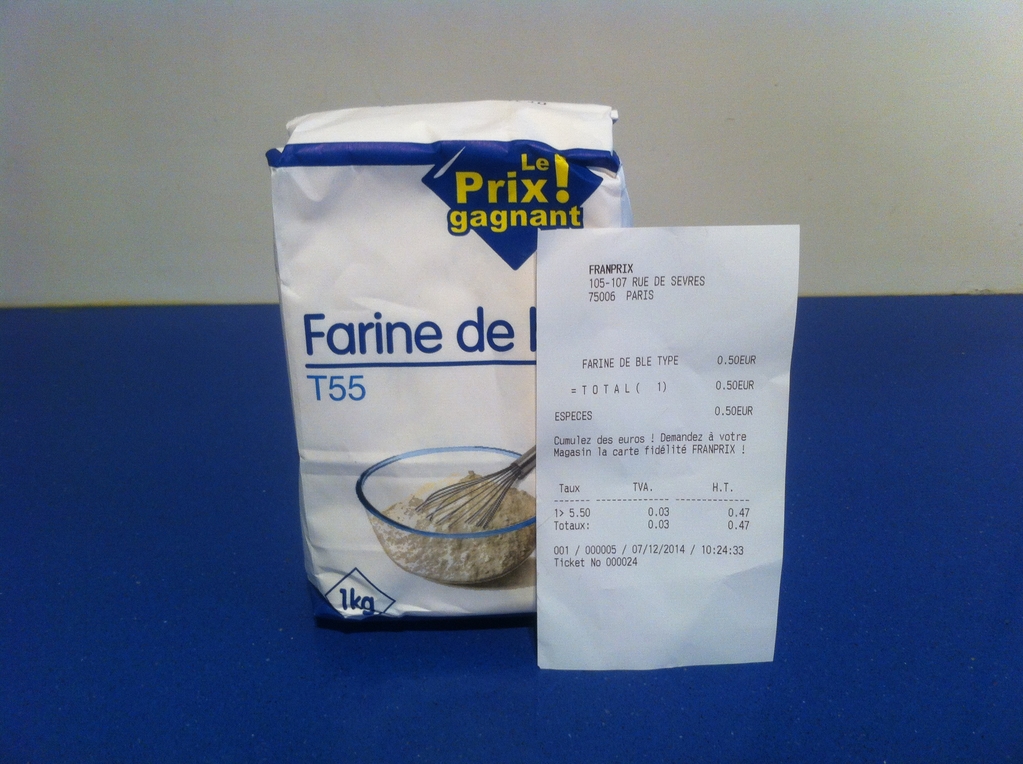 Le
Prix!
gagnant
Farine de
T55
1kg
FRANPRIX
105-107 RUE DE SEVRES
75006 PARIS
FARINE DE BLE TYPE 0.50EUR
=TOTAL( 1) 0.50EUR
ESPECES 0.50EUR
Cumulez des euros ! Demandez à votre
Magasin la carte fidélité FRANPRIX !
Taux TVA. H.T.
1> 5.50 0.03 0.47
Totaux: 0.03 0.47
001 / 000005 / 07/12/2014 / 10:24:33
Ticket No 000024